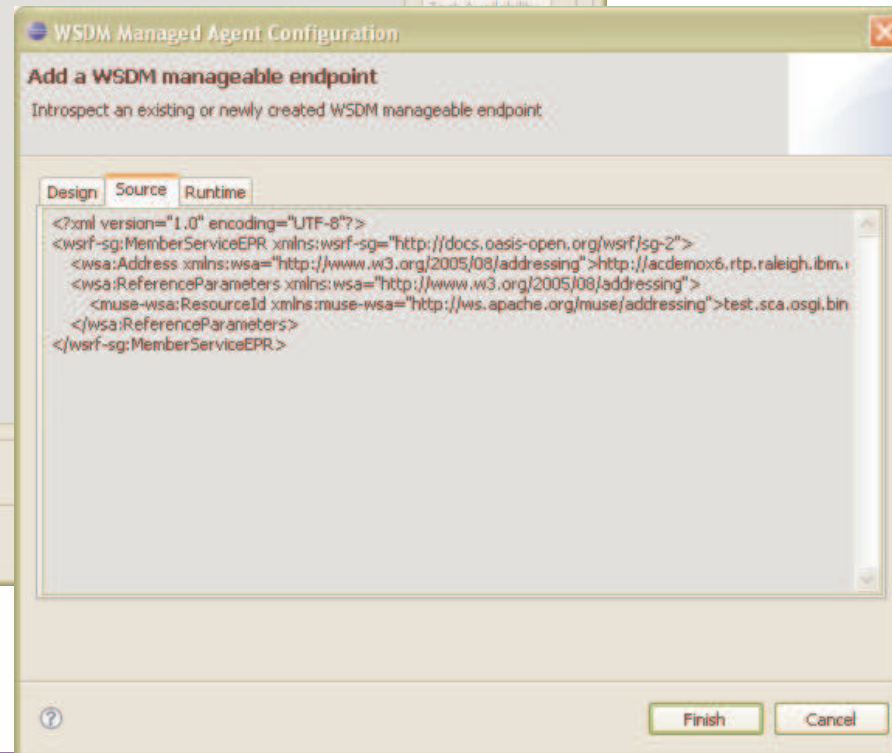 WSDM Managed Agent Configuration
Add a WSDM manageable endpoint
Introspect an existing or newly created WSDM manageable endpoint
Design Source Runtime
<?xml version="1.0" encoding="UTF-8"?>
<wsrf-sg:MemberServiceEPR xmlns:wsrf-sg="http://docs.oasis-open.org/wsrf/sg-2">
<wsa:Address xmlns:wsa="http://www.w3.org/2005/08/addressing">http://acdemox6.rtp.raleigh.ibm.
<wsa:ReferenceParameters xmlns:wsa="http://www.w3.org/2005/08/addressing">
<muse-wsa:ResourceId xmlns:muse-wsa="http://ws.apache.org/muse/addressing">test.sca.osgi.bin
</wsa:ReferenceParameters>
</wsrf-sg:MemberServiceEPR>
Finish Cancel